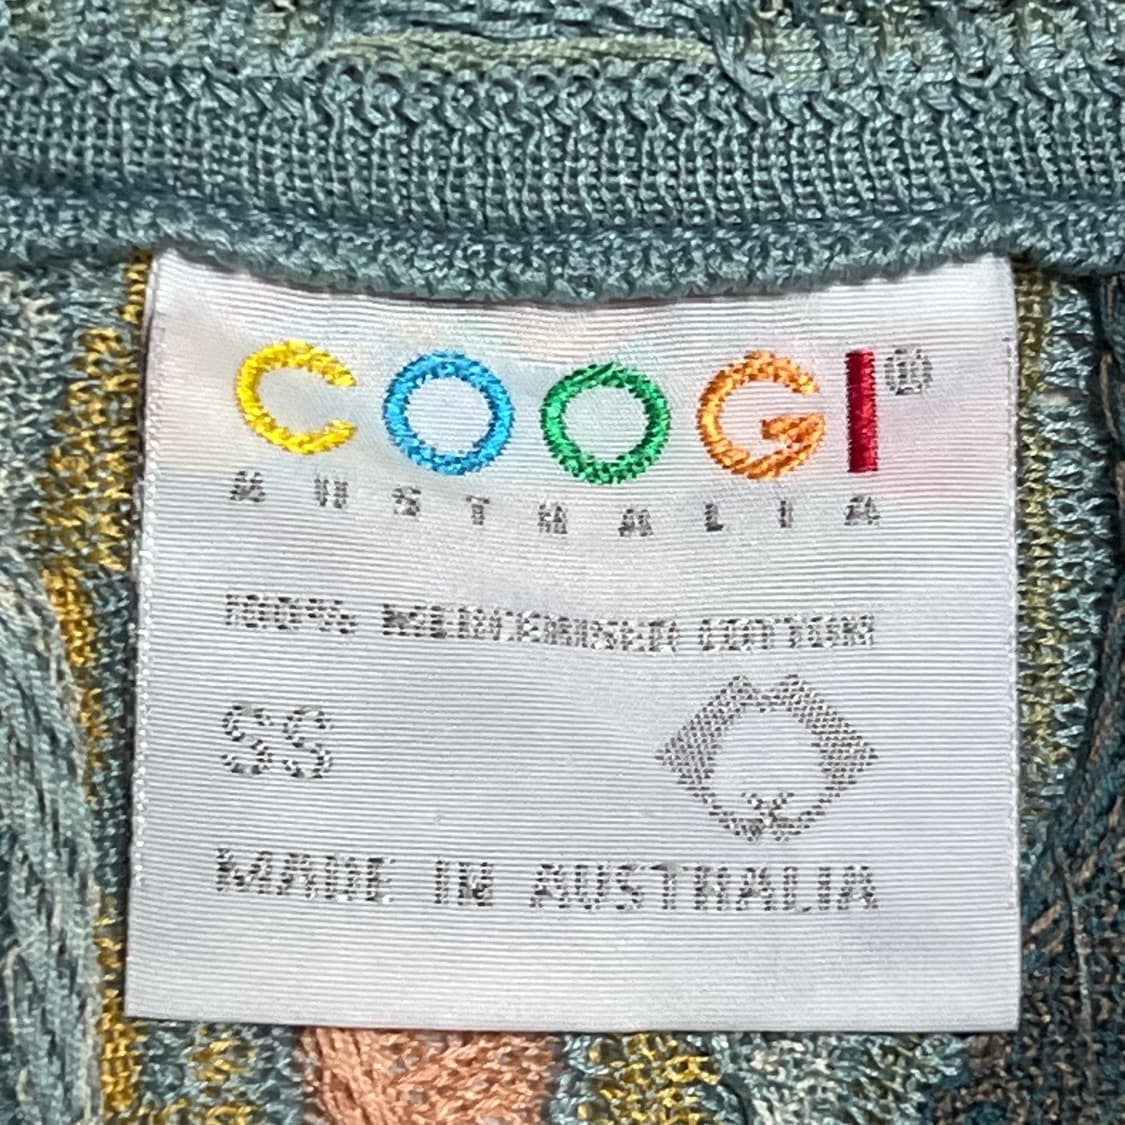 COOGI®
AUSTRALIA
100% MERCERISED COTTON
SS
MADE IN AUSTRALIA